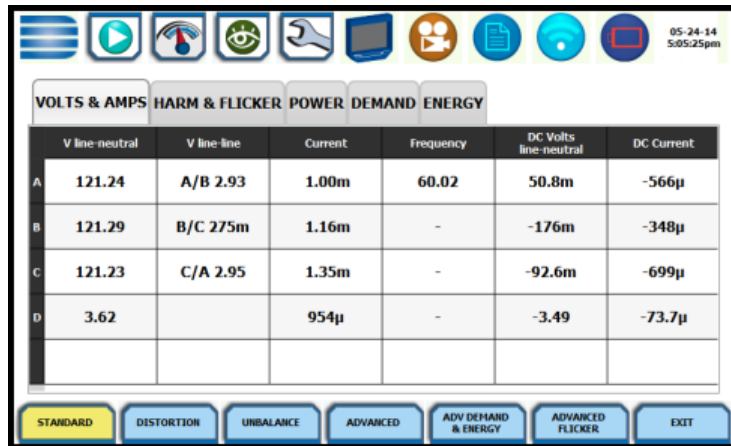 05-24-14
5:05:25pm
VOLTS & AMPS HARM & FLICKER POWER DEMAND ENERGY
V line-neutral V line-line Current Frequency DC Volts line-neutral DC Current
A 121.24 A/B 2.93 1.00m 60.02 50.8m -566µ
B 121.29 B/C 275m 1.16m - -176m -348µ
C 121.23 C/A 2.95 1.35m - -92.6m -699µ
D 3.62 954µ - -3.49 -73.7µ
STANDARD DISTORTION UNBALANCE ADVANCED ADV DEMAND & ENERGY ADVANCED FLICKER EXIT